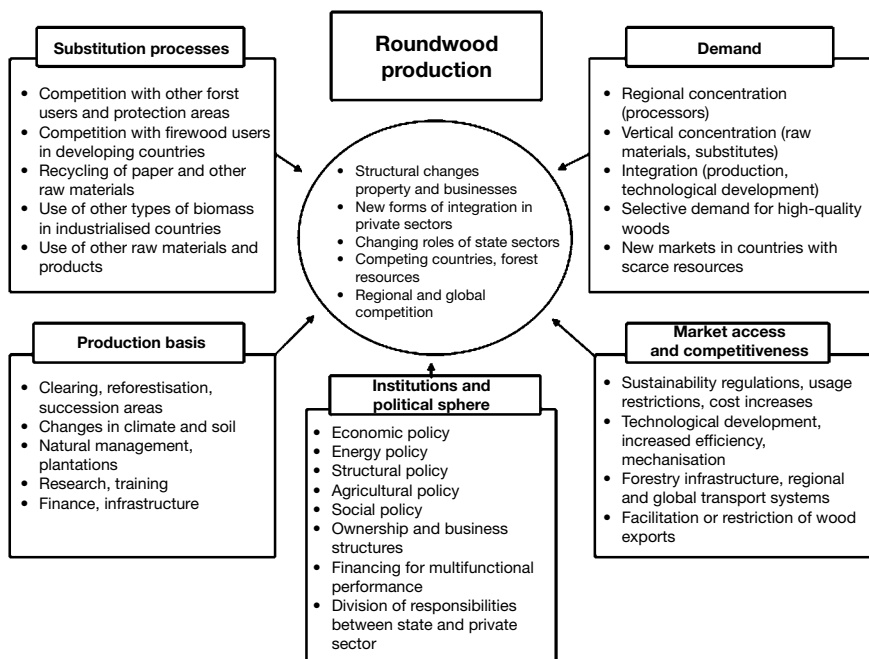 Roundwood
production
Substitution processes
• Competition with other forst
users and protection areas
• Competition with firewood users
in developing countries
• Recycling of paper and other
raw materials
• Use of other types of biomass
in industrialised countries
• Use of other raw materials and
products
Demand
• Regional concentration
(processors)
• Vertical concentration (raw
materials, substitutes)
• Integration (production,
technological development)
• Selective demand for high-quality
woods
• New markets in countries with
scarce resources
• Structural changes
property and businesses
• New forms of integration in
private sectors
• Changing roles of state sectors
• Competing countries, forest
resources
• Regional and global
competition
Production basis
• Clearing, reforestisation,
succession areas
• Changes in climate and soil
• Natural management,
plantations
• Research, training
• Finance, infrastructure
Institutions and
political sphere
• Economic policy
• Energy policy
• Structural policy
• Agricultural policy
• Social policy
• Ownership and business
structures
• Financing for multifunctional
performance
• Division of responsibilities
between state and private
sector
Market access
and competitiveness
• Sustainability regulations, usage
restrictions, cost increases
• Technological development,
increased efficiency,
mechanisation
• Forestry infrastructure, regional
and global transport systems
• Facilitation or restriction of wood
exports